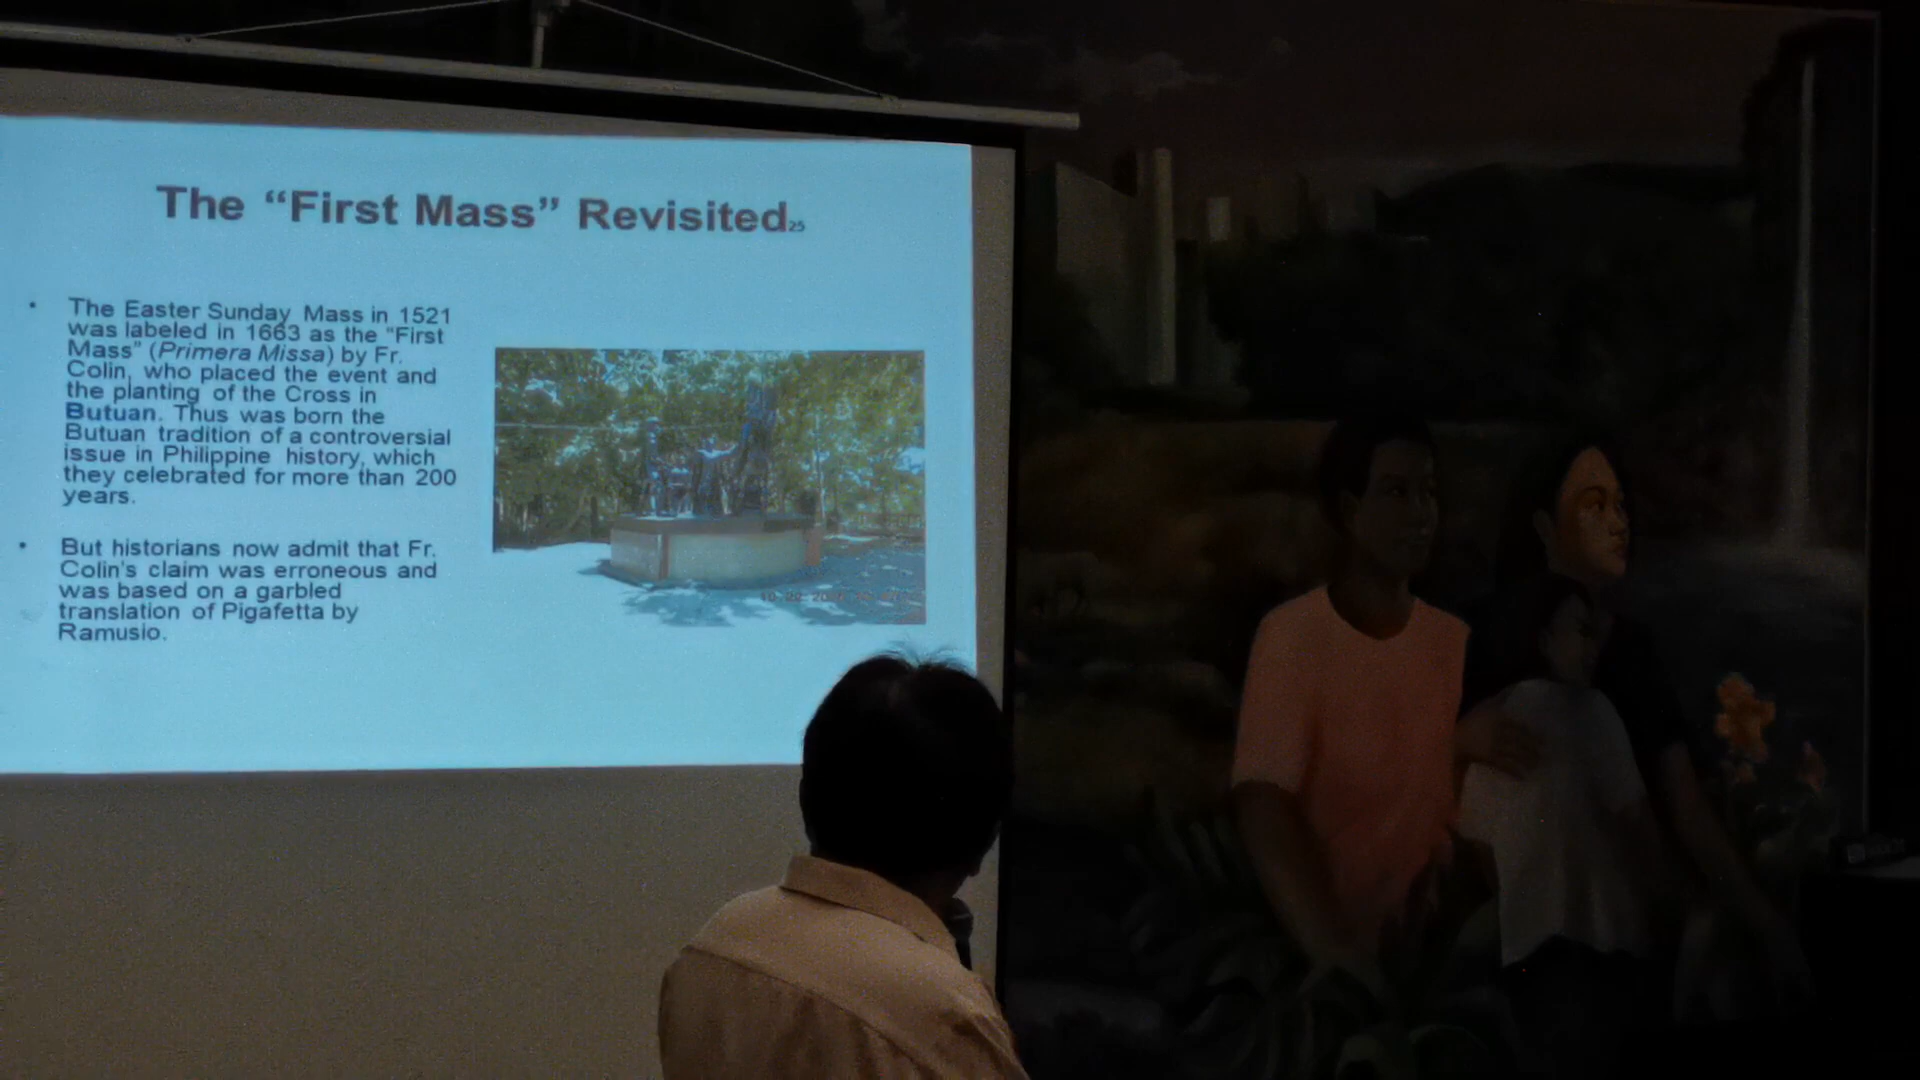 The “First Mass” Revisited25
• The Easter Sunday Mass in 1521
was labeled in 1663 as the “First
Mass” (Primera Missa) by Fr.
Colin, who placed the event and
the planting of the Cross in
Butuan. Thus was born the
Butuan tradition of a controversial
issue in Philippine history, which
they celebrated for more than 200
years.
• But historians now admit that Fr.
Colin's claim was erroneous and
was based on a garbled
translation of Pigafetta by
Ramusio.